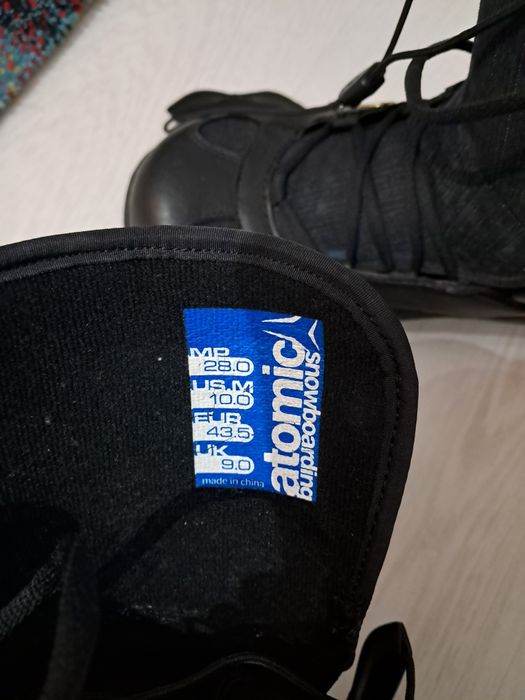 MP
28.0
US.M
10.0
EUR
43.5
UK
9.0
made in china
atomic
snowboarding